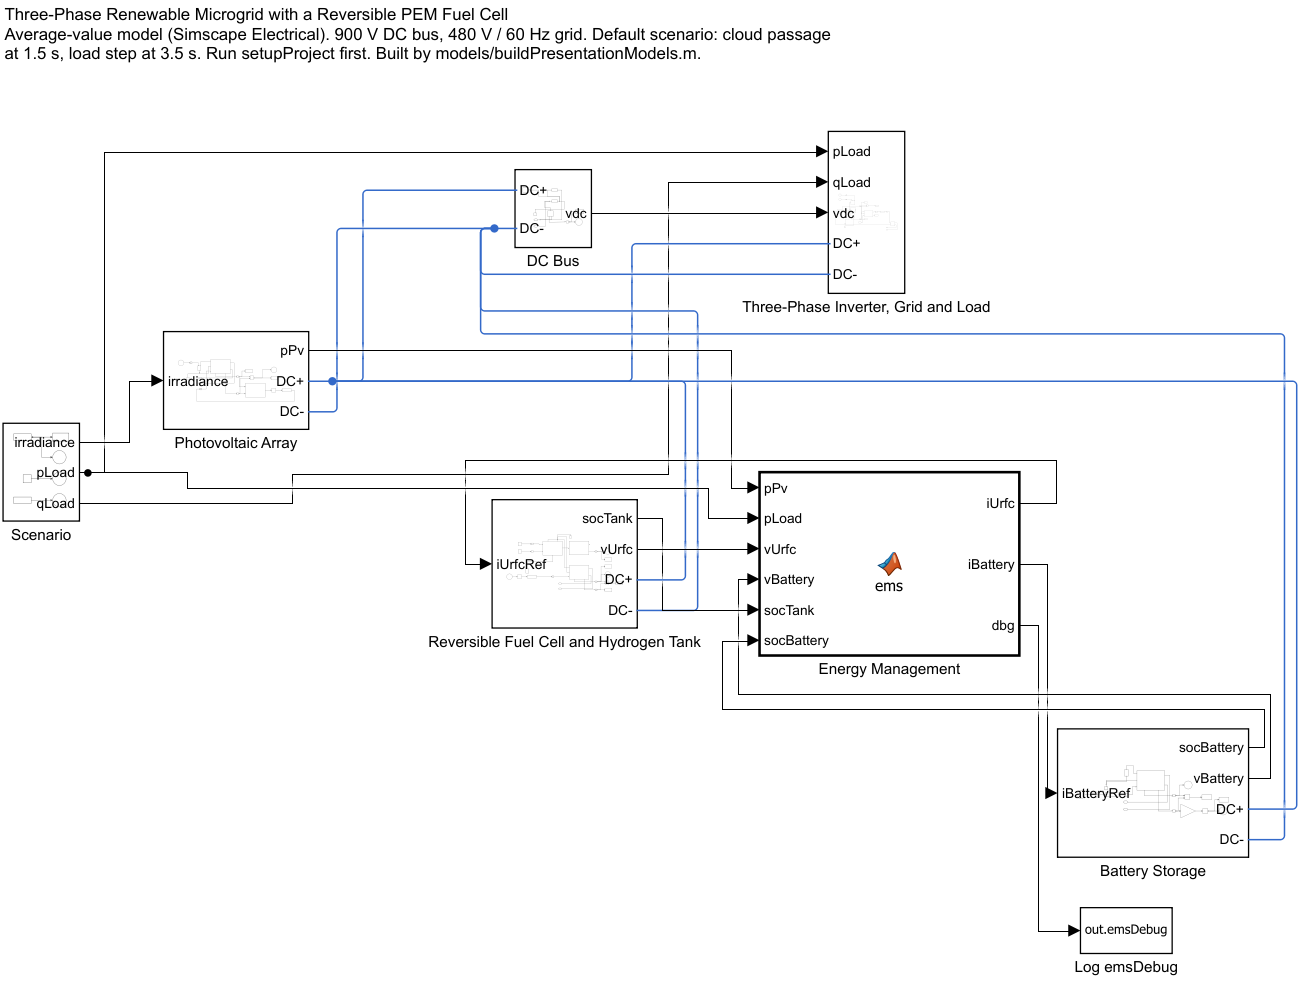 Three-Phase Renewable Microgrid with a Reversible PEM Fuel Cell
Average-value model (Simscape Electrical). 900 V DC bus, 480 V / 60 Hz grid. Default scenario: cloud passage
at 1.5 s, load step at 3.5 s. Run setupProject first. Built by models/buildPresentationModels.m.
pLoad
qLoad
vdc
DC+
DC-
Three-Phase Inverter, Grid and Load
DC+
vdc
DC-
DC Bus
pPv
irradiance
DC+
DC-
Photovoltaic Array
irradiance
pLoad
qLoad
Scenario
socTank
vUrfc
iUrfcRef
DC+
DC-
Reversible Fuel Cell and Hydrogen Tank
pPv
pLoad
vUrfc
vBattery
socTank
socBattery
ems
iUrfc
iBattery
dbg
Energy Management
socBattery
vBattery
iBatteryRef
DC+
DC-
Battery Storage
out.emsDebug
Log emsDebug